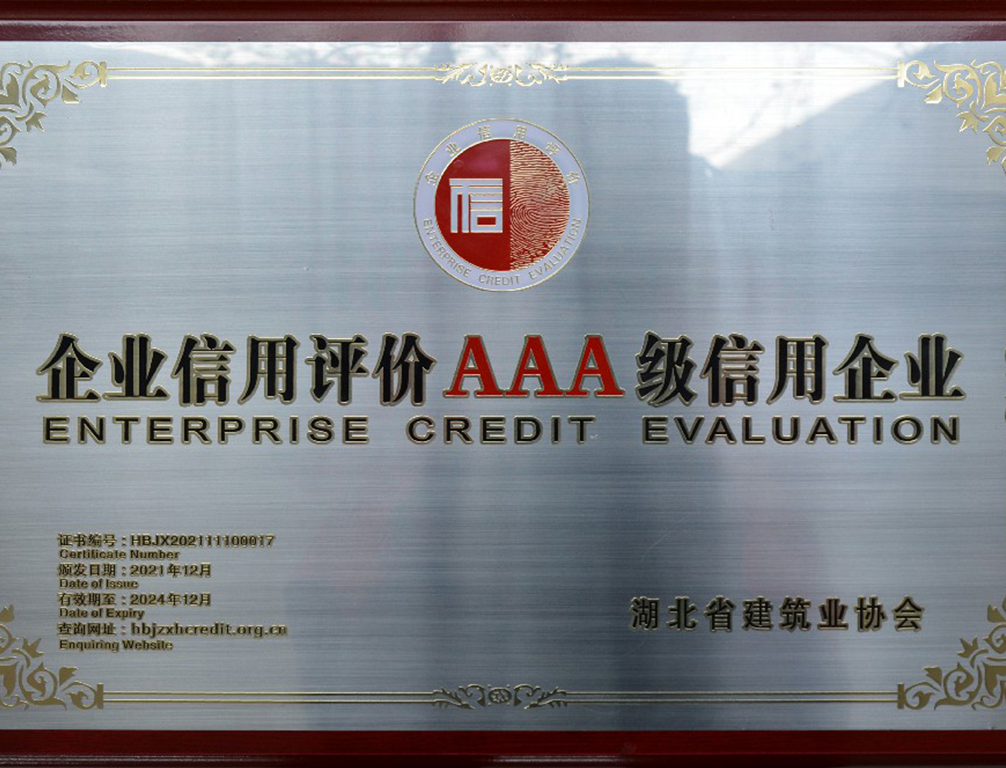 企业信用评价
信
ENTERPRISE CREDIT EVALUATION
企业信用评价AAA级信用企业
ENTERPRISE CREDIT EVALUATION
证书编号：HBJX202111100017
Certificate Number
颁发日期：2021年12月
Date of Issue
有效期至：2024年12月
Date of Expiry
查询网址：hbjzxhcredit.org.cn
Enquiring Website
湖北省建筑业协会